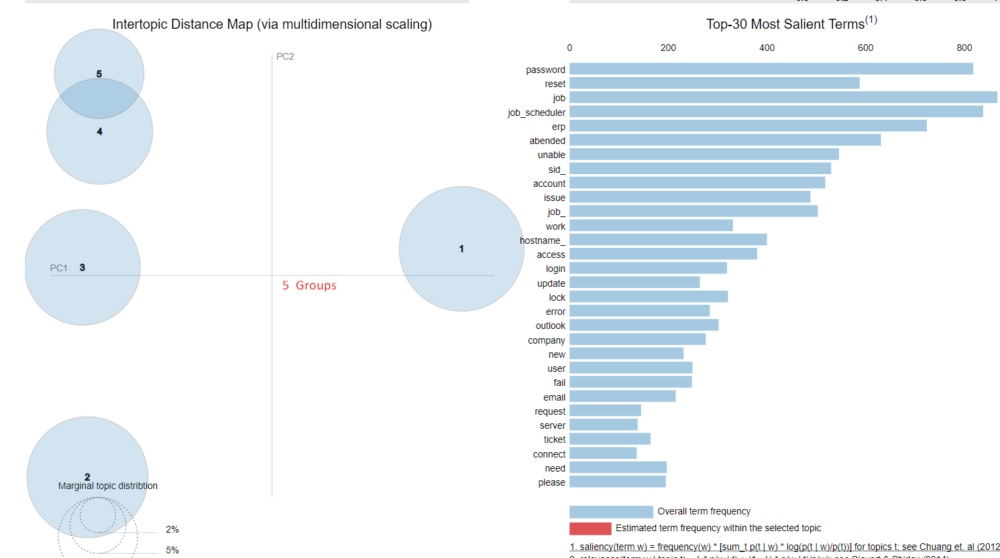 Intertopic Distance Map (via multidimensional scaling)
PC2
5
4
1
PC1
3
5 Groups
2
Marginal topic distribtion
2%
5%
Top-30 Most Salient Terms(1)
0 200 400 600 800
password
reset
job
job_scheduler
erp
abended
unable
sid_
account
issue
job_
work
hostname_
access
login
update
lock
error
outlook
company
new
user
fail
email
request
server
ticket
connect
need
please
Overall term frequency
Estimated term frequency within the selected topic
1. saliency(term w) = frequency(w) * [sum_t p(t | w) * log(p(t | w)/p(t))] for topics t; see Chuang et. al (2012